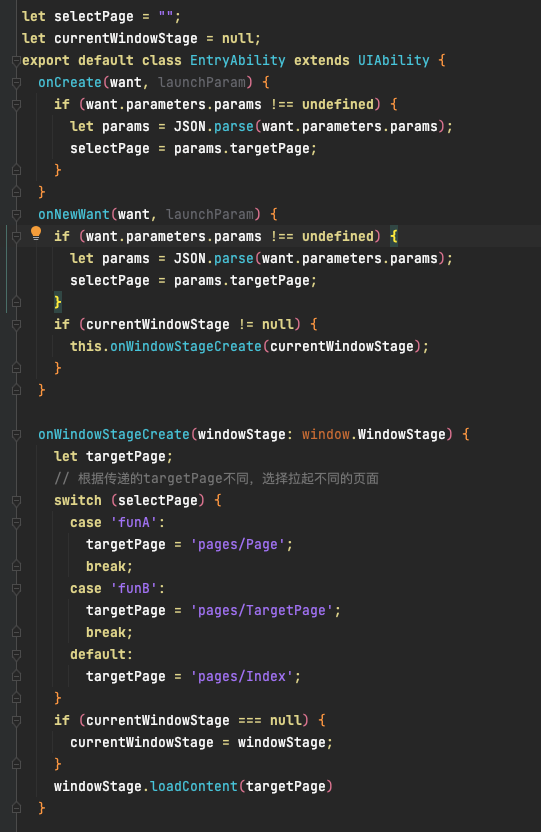 let selectPage = "";
let currentWindowStage = null;
export default class EntryAbility extends UIAbility {
  onCreate(want, launchParam) {
    if (want.parameters.params !== undefined) {
      let params = JSON.parse(want.parameters.params);
      selectPage = params.targetPage;
    }
  }
  onNewWant(want, launchParam) {
    if (want.parameters.params !== undefined) {
      let params = JSON.parse(want.parameters.params);
      selectPage = params.targetPage;
    }
    if (currentWindowStage != null) {
      this.onWindowStageCreate(currentWindowStage);
    }
  }

  onWindowStageCreate(windowStage: window.WindowStage) {
    let targetPage;
    // 根据传递的targetPage不同，选择拉起不同的页面
    switch (selectPage) {
      case 'funA':
        targetPage = 'pages/Page';
        break;
      case 'funB':
        targetPage = 'pages/TargetPage';
        break;
      default:
        targetPage = 'pages/Index';
    }
    if (currentWindowStage === null) {
      currentWindowStage = windowStage;
    }
    windowStage.loadContent(targetPage)
  }